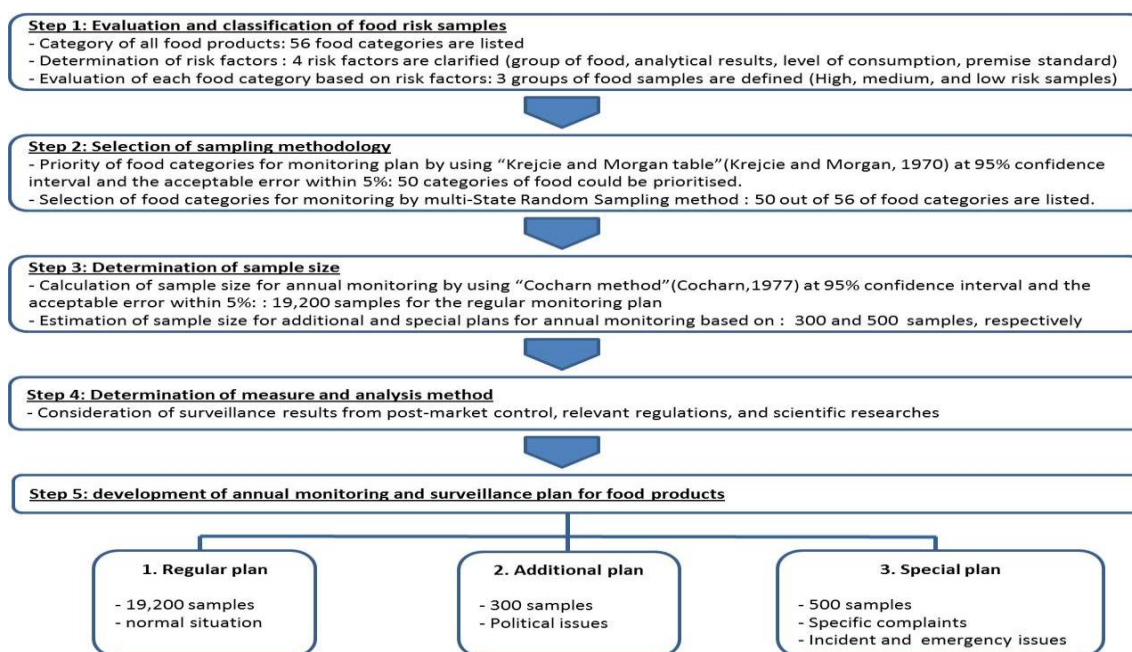 Step 1: Evaluation and classification of food risk samples
- Category of all food products: 56 food categories are listed
- Determination of risk factors : 4 risk factors are clarified (group of food, analytical results, level of consumption, premise standard)
- Evaluation of each food category based on risk factors: 3 groups of food samples are defined (High, medium, and low risk samples)
Step 2: Selection of sampling methodology
- Priority of food categories for monitoring plan by using “Krejcie and Morgan table”(Krejcie and Morgan, 1970) at 95% confidence
interval and the acceptable error within 5%: 50 categories of food could be prioritised.
- Selection of food categories for monitoring by multi-State Random Sampling method : 50 out of 56 of food categories are listed.
Step 3: Determination of sample size
- Calculation of sample size for annual monitoring by using “Cocharn method”(Cocharn,1977) at 95% confidence interval and the
acceptable error within 5%: : 19,200 samples for the regular monitoring plan
- Estimation of sample size for additional and special plans for annual monitoring based on : 300 and 500 samples, respectively
Step 4: Determination of measure and analysis method
- Consideration of surveillance results from post-market control, relevant regulations, and scientific researches
Step 5: development of annual monitoring and surveillance plan for food products
1. Regular plan
- 19,200 samples
- normal situation
2. Additional plan
- 300 samples
- Political issues
3. Special plan
- 500 samples
- Specific complaints
- Incident and emergency issues